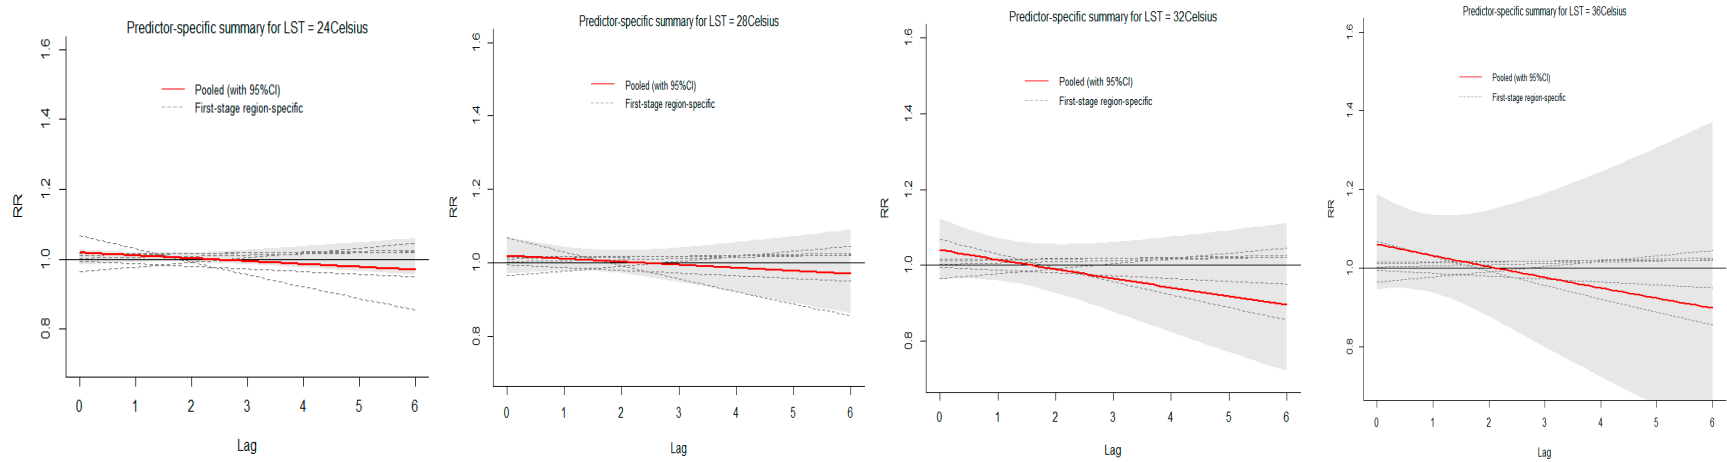 Predictor-specific summary for LST = 24Celsius
Pooled (with 95%CI)
First-stage region-specific
RR
1.6
1.4
1.2
1.0
0.8
0 1 2 3 4 5 6
Lag
Predictor-specific summary for LST = 28Celsius
Pooled (with 95%CI)
First-stage region-specific
RR
1.6
1.4
1.2
1.0
0.8
0 1 2 3 4 5 6
Lag
Predictor-specific summary for LST = 32Celsius
Pooled (with 95%CI)
First-stage region-specific
RR
1.6
1.4
1.2
1.0
0.8
0 1 2 3 4 5 6
Lag
Predictor-specific summary for LST = 36Celsius
Pooled (with 95%CI)
First-stage region-specific
RR
1.6
1.4
1.2
1.0
0.8
0 1 2 3 4 5 6
Lag